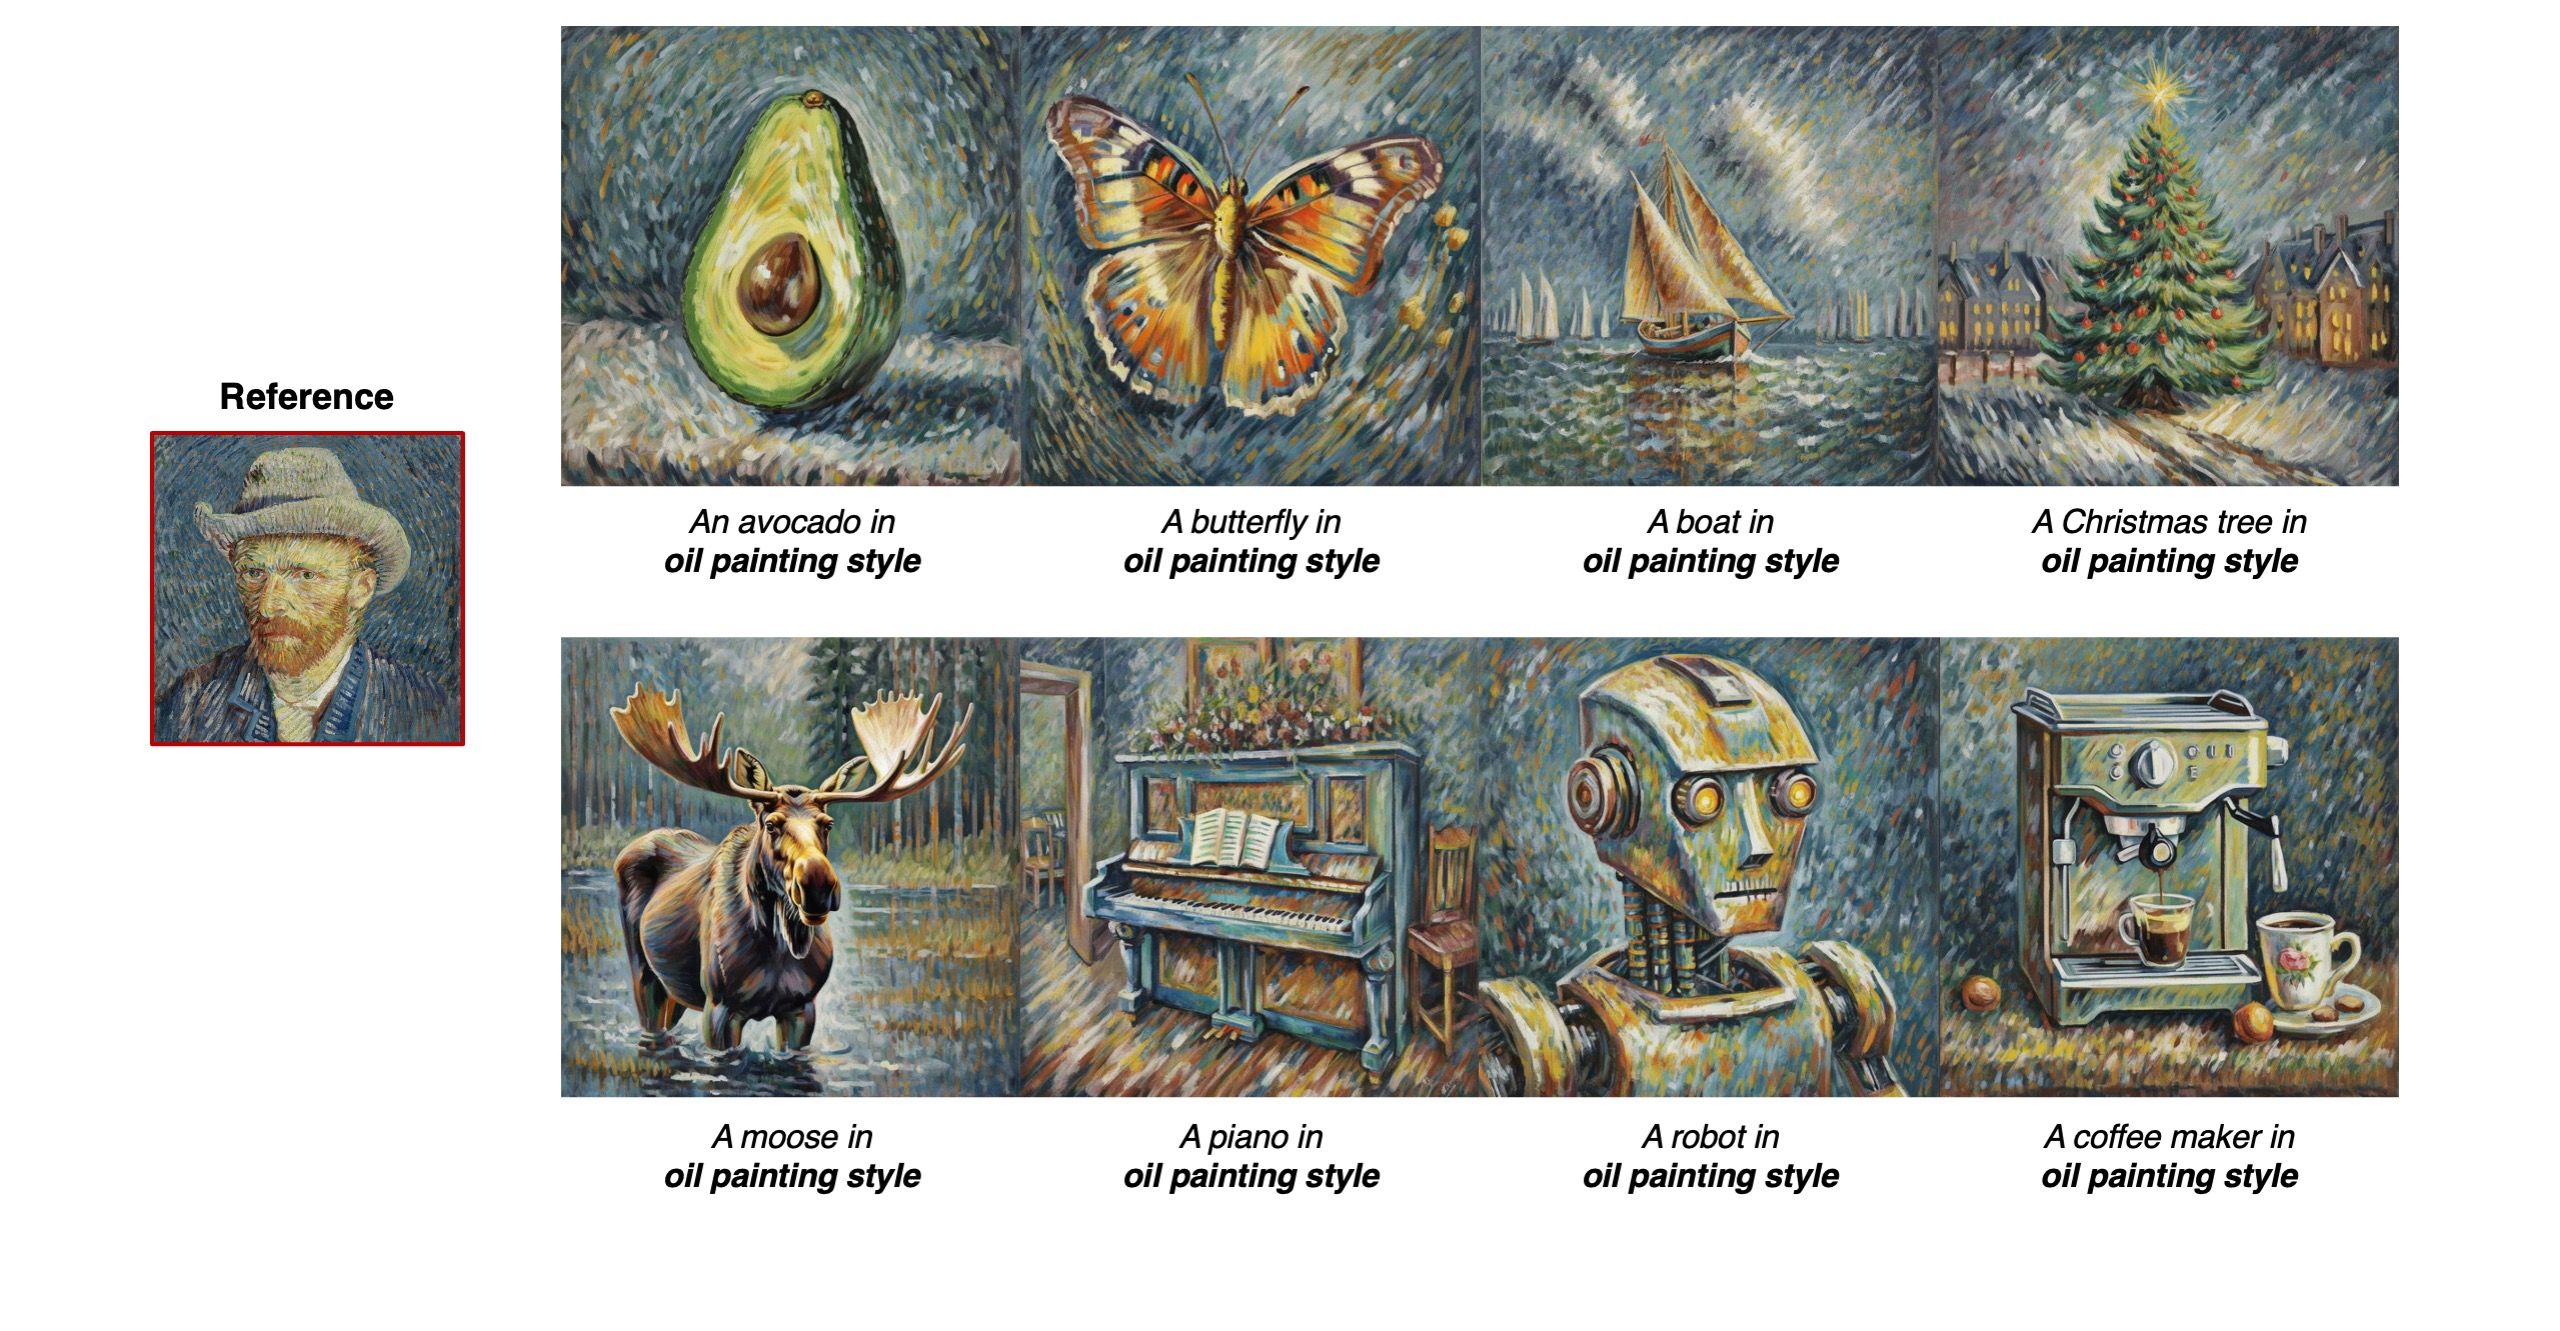 Reference
An avocado in
oil painting style
A butterfly in
oil painting style
A boat in
oil painting style
A Christmas tree in
oil painting style
A moose in
oil painting style
A piano in
oil painting style
A robot in
oil painting style
A coffee maker in
oil painting style